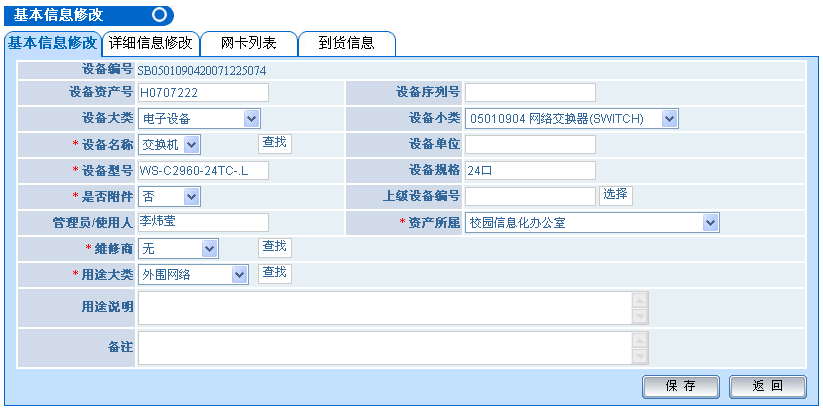 基本信息修改
基本信息修改 详细信息修改 网卡列表 到货信息
设备编号 SB0501090420071225074
设备资产号 H0707222 设备序列号
设备大类 电子设备 设备小类 05010904 网络交换器(SWITCH)
*设备名称 交换机 查找 设备单位
*设备型号 WS-C2960-24TC-.L 设备规格 24口
*是否附件 否 上级设备编号 选择
管理员/使用人 李炜莹 *资产所属 校园信息化办公室
*维修商 无 查找
*用途大类 外围网络 查找
用途说明
备注
保 存 返 回